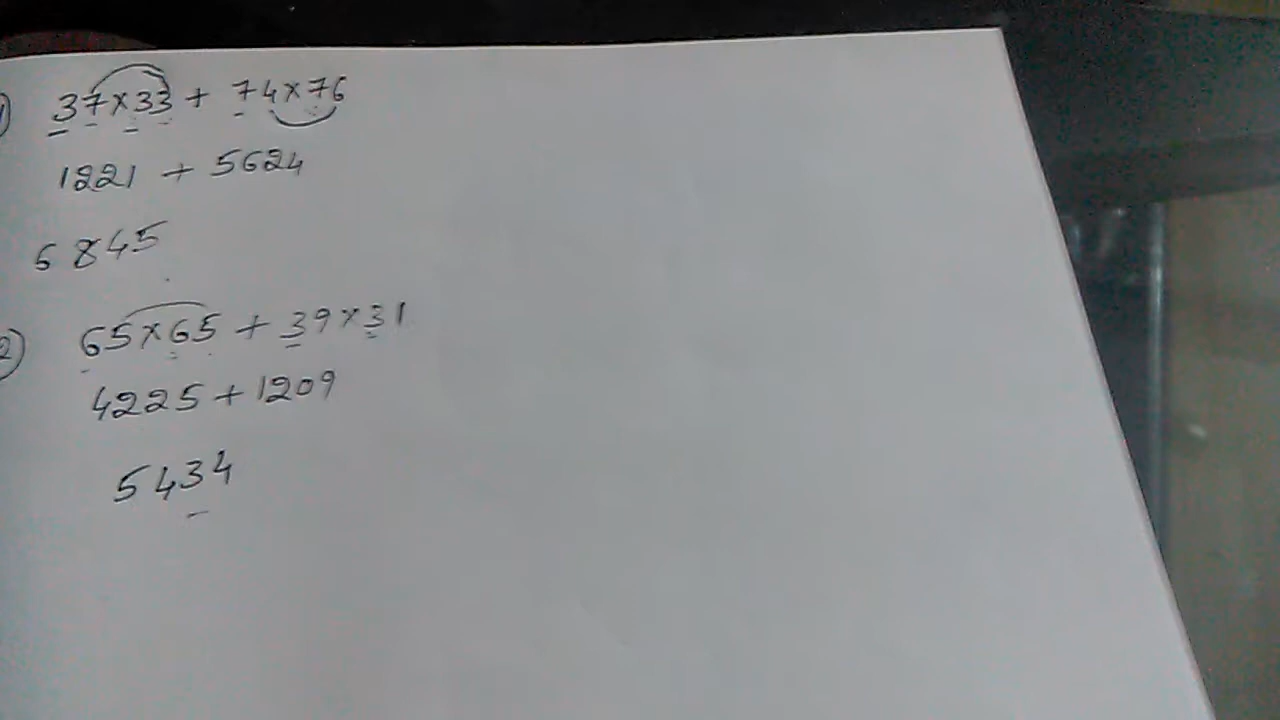 1) 37×33 + 74×76
1221 + 5624
6845
2) 65×65 + 39×31
4225 + 1209
5434